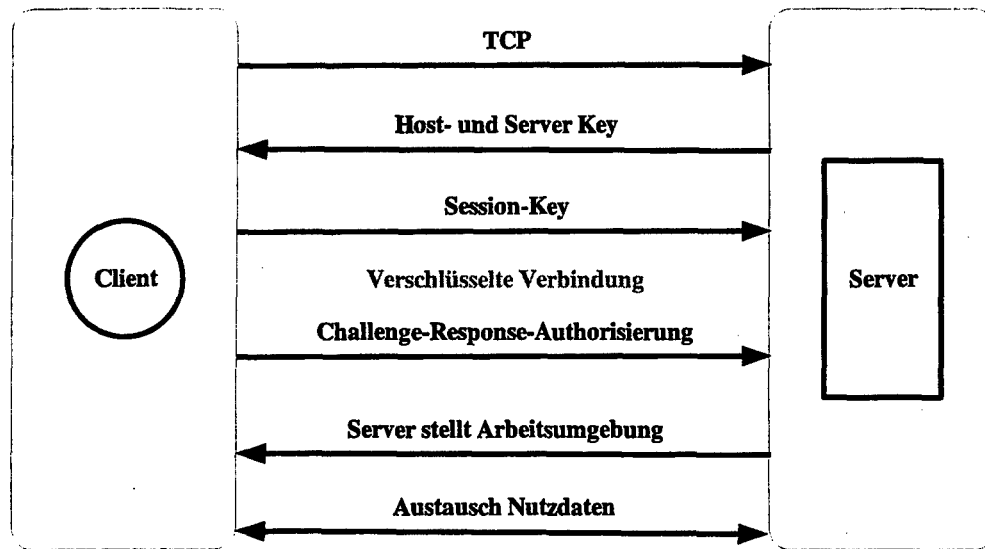 TCP
Host- und Server Key
Session-Key
Client
Verschlüsselte Verbindung
Server
Challenge-Response-Authorisierung
Server stellt Arbeitsumgebung
Austausch Nutzdaten